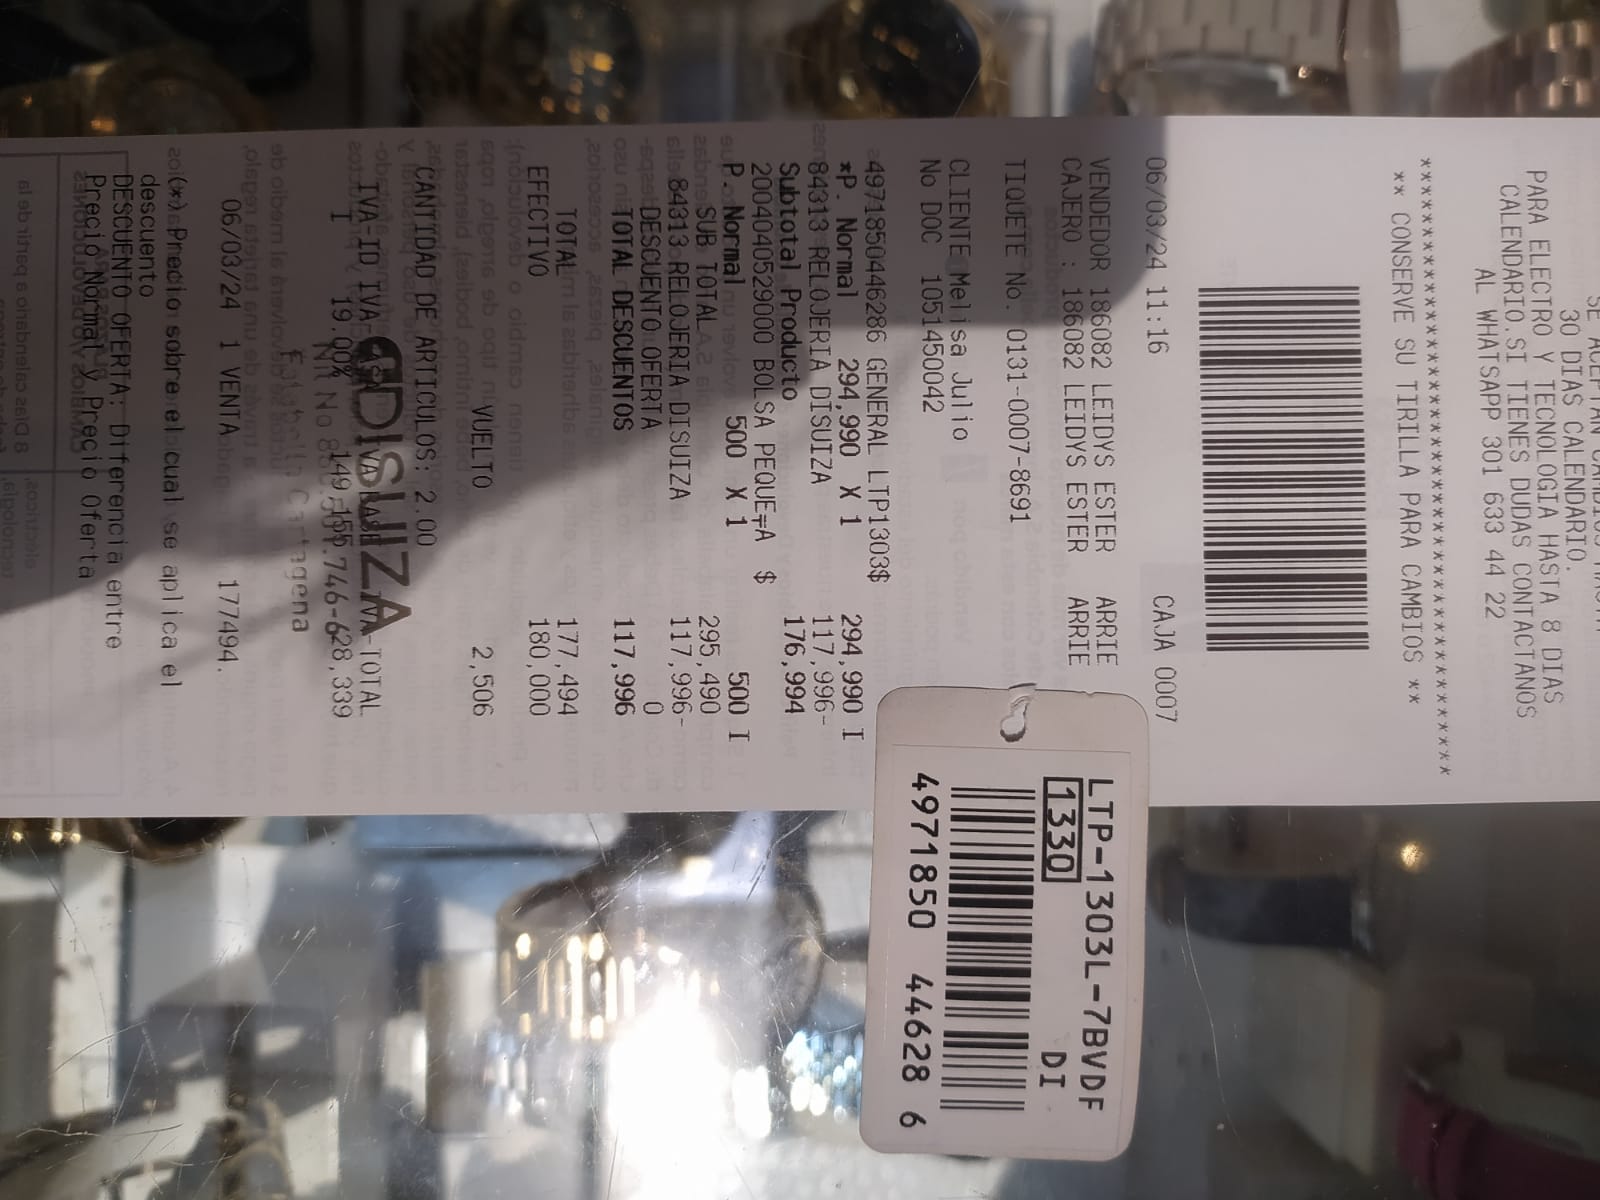 SE ACEPTAN CAMBIOS HASTA
30 DIAS CALENDARIO.
PARA ELECTRO Y TECNOLOGIA HASTA 8 DIAS
CALENDARIO.SI TIENES DUDAS CONTACTANOS
AL WHATSAPP 301 633 44 22
** CONSERVE SU TIRILLA PARA CAMBIOS **
06/03/24 11:16 CAJA 0007
VENDEDOR 186082 LEIDYS ESTER ARRIE
CAJERO : 186082 LEIDYS ESTER ARRIE
TIQUETE No. 0131-0007-8691
CLIENTE Melisa Julio
No DOC 1051450042
4971850446286 GENERAL LTP1303$ 294,990 I
*P. Normal 294,990 X 1
84313 RELOJERIA DISUIZA 117,996-
Subtotal Producto 176,994
2004040529000 BOLSA PEQUE╤A $ 500 I
P. Normal 500 X 1
SUB TOTAL 295,490
84313 RELOJERIA DISUIZA 117,996-
DESCUENTO OFERTA 0
TOTAL DESCUENTOS 117,996
TOTAL 177,494
EFECTIVO 180,000
VUELTO 2,506
CANTIDAD DE ARTICULOS: 2.00
IVA-ID IVA IVA-TOTAL
I 19.00% 28,339
DISUIZA
06/03/24 1 VENTA 177494.
(*) Precio sobre el cual se aplica el
descuento
DESCUENTO OFERTA: Diferencia entre
Precio Normal y Precio Oferta
LTP-1303L-7BVDF
1330 DI
4971850 44628 6